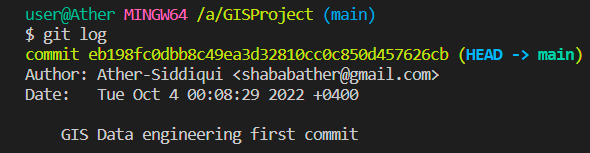 user@Ather MINGW64 /a/GISProject (main)
$ git log
commit eb198fc0dbb8c49ea3d32810cc0c850d457626cb (HEAD -> main)
Author: Ather-Siddiqui <shababather@gmail.com>
Date:   Tue Oct 4 00:08:29 2022 +0400
GIS Data engineering first commit